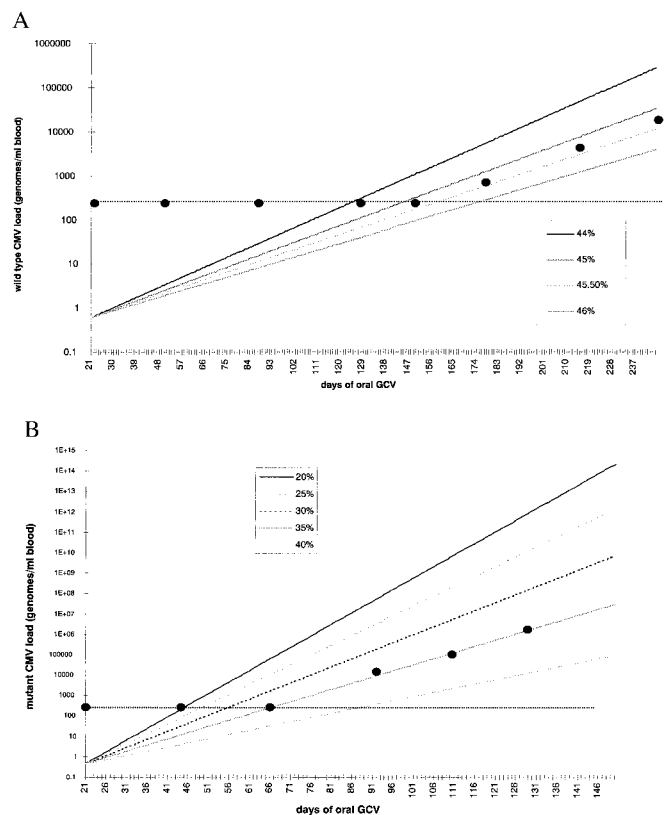 A
1000000
100000
10000
1000
100
10
1
0.1
wild type CMV load (genomes/ml blood)
44%
45%
45.50%
46%
21 30 39 48 57 66 75 84 93 102 111 120 129 138 147 156 165 174 183 192 201 210 219 228 237
days of oral GCV
B
1E+15
1E+14
1E+13
1E+12
1E+11
1E+10
1E+09
1E+08
1E+07
1E+06
100000
10000
1000
100
10
1
0.1
mutant CMV load (genomes/ml blood)
20%
25%
30%
35%
40%
21 26 31 36 41 46 51 56 61 66 71 76 81 86 91 96 101 106 111 116 121 126 131 136 141 146
days of oral GCV